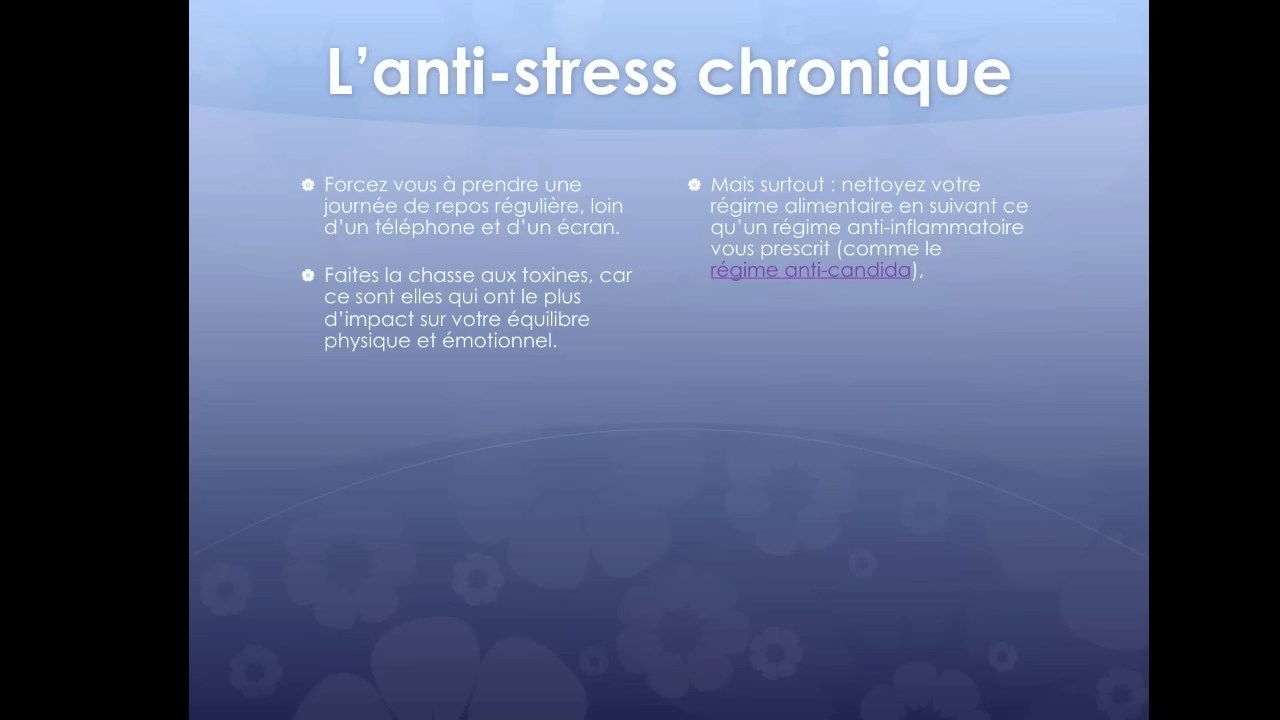 L’anti-stress chronique
Forcez vous à prendre une
journée de repos régulière, loin
d’un téléphone et d’un écran.
Faites la chasse aux toxines, car
ce sont elles qui ont le plus
d’impact sur votre équilibre
physique et émotionnel.
Mais surtout : nettoyez votre
régime alimentaire en suivant ce
qu’un régime anti-inflammatoire
vous prescrit (comme le
régime anti-candida),